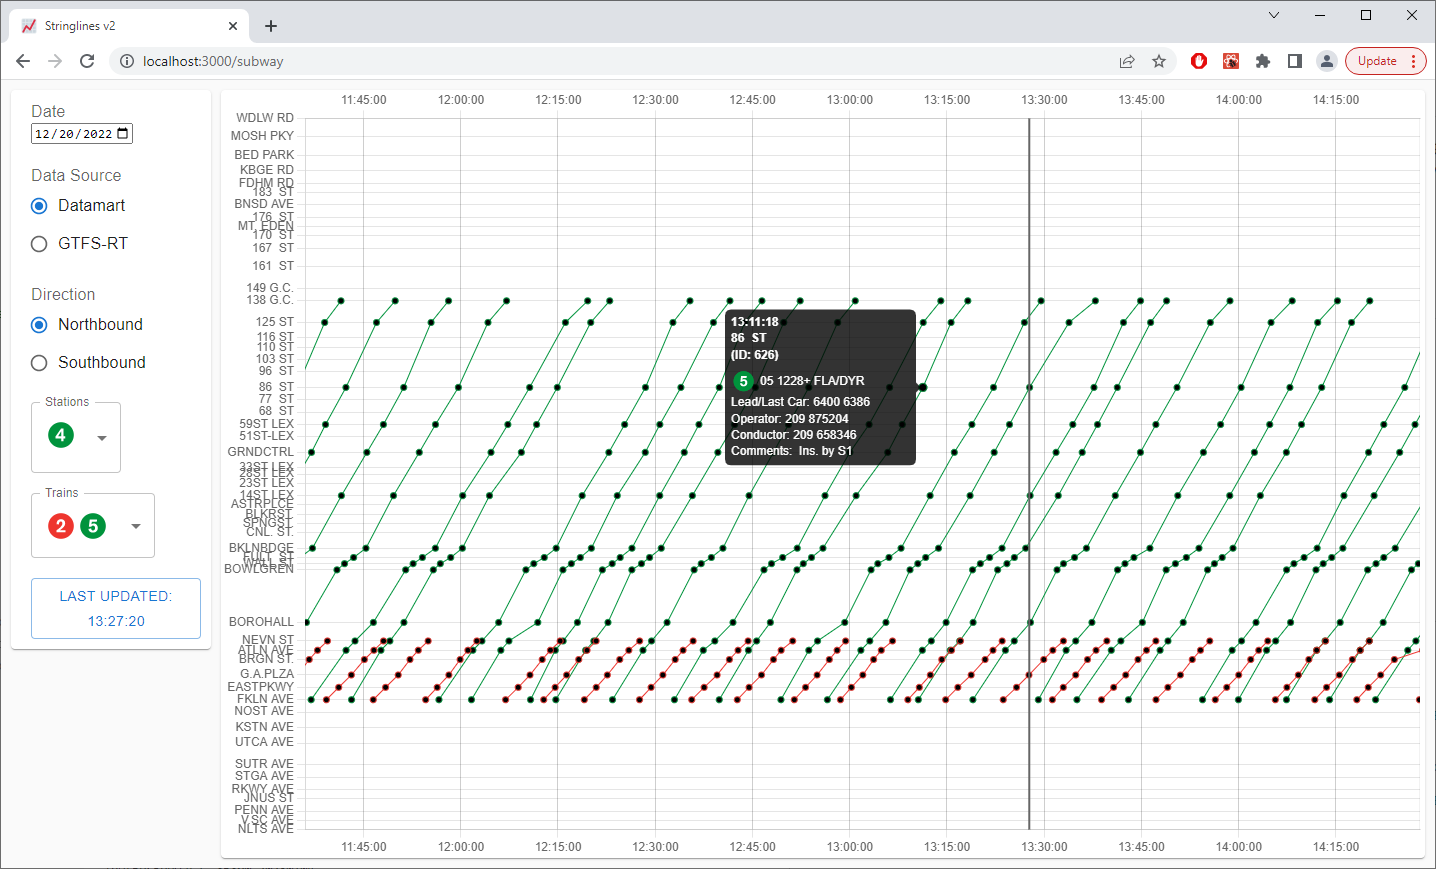 Stringlines v2
localhost:3000/subway
Update
Date
12/20/2022
Data Source
Datamart
GTFS-RT
Direction
Northbound
Southbound
Stations
4
Trains
2 5
LAST UPDATED:
13:27:20
11:45:00 12:00:00 12:15:00 12:30:00 12:45:00 13:00:00 13:15:00 13:30:00 13:45:00 14:00:00 14:15:00
WDLW RD
MOSH PKY
BED PARK
KBGE RD
FDHM RD
183 ST
BNSD AVE
176 ST
MT. EDEN
170 ST
167 ST
161 ST
149 G.C.
138 G.C.
125 ST
116 ST
110 ST
103 ST
96 ST
86 ST
77 ST
68 ST
59ST LEX
51ST-LEX
GRNDCTRL
33ST LEX
28ST LEX
23ST LEX
14ST LEX
ASTRPLCE
BLKRST.
SPNGST.
CNL. ST.
BKLNBDGE
FULT. ST
WALL ST
BOWLGREN
BOROHALL
NEVN ST
ATLN AVE
BRGN ST.
G.A.PLZA
EASTPKWY
FKLN AVE
NOST AVE
KSTN AVE
UTCA AVE
SUTR AVE
STGA AVE
RKWY AVE
JNUS ST
PENN AVE
V.SC AVE
NLTS AVE
13:11:18
86 ST
(ID: 626)
5 05 1228+ FLA/DYR
Lead/Last Car: 6400 6386
Operator: 209 875204
Conductor: 209 658346
Comments: Ins. by S1
11:45:00 12:00:00 12:15:00 12:30:00 12:45:00 13:00:00 13:15:00 13:30:00 13:45:00 14:00:00 14:15:00